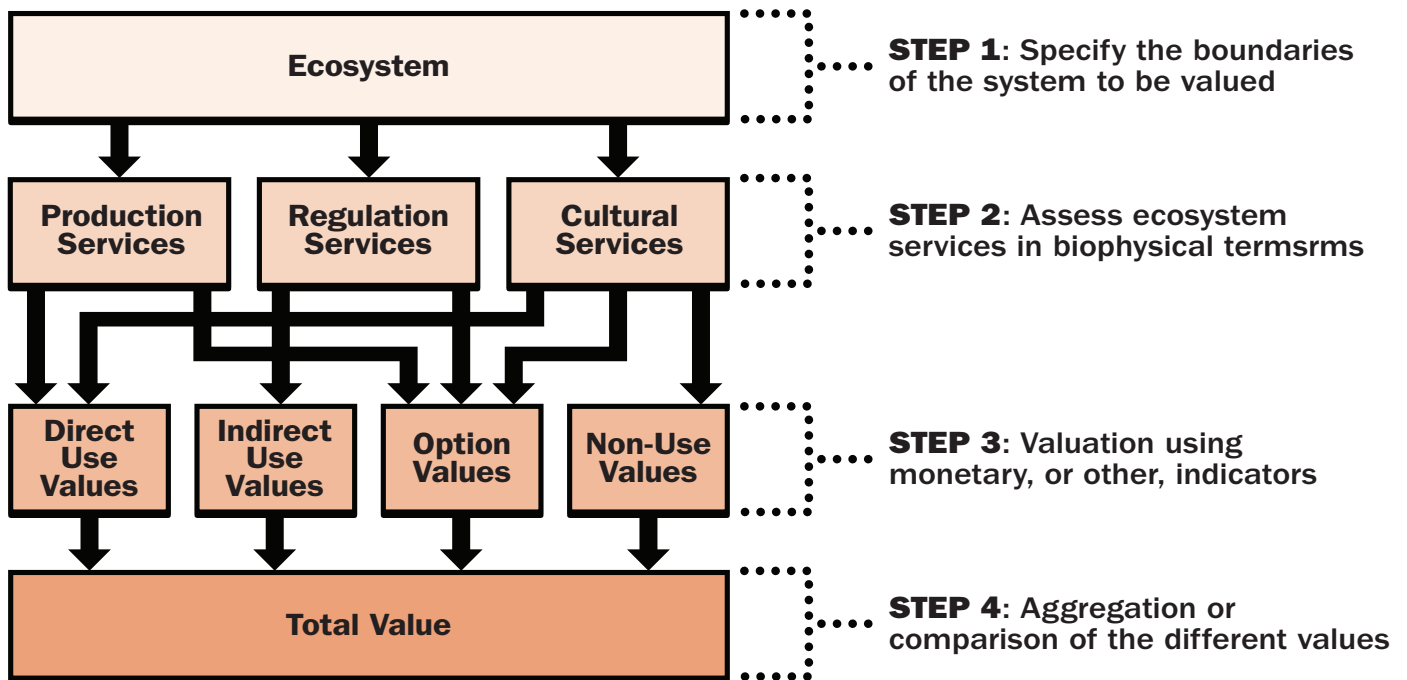 Ecosystem
STEP 1: Specify the boundaries
of the system to be valued
Production
Services
Regulation
Services
Cultural
Services
STEP 2: Assess ecosystem
services in biophysical termsrms
Direct
Use
Values
Indirect
Use
Values
Option
Values
Non-Use
Values
STEP 3: Valuation using
monetary, or other, indicators
Total Value
STEP 4: Aggregation or
comparison of the different values